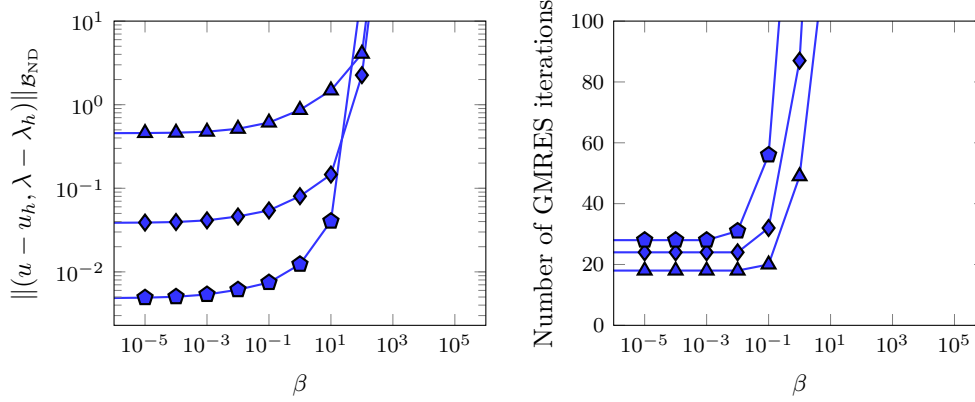 10^1
10^0
10^{-1}
10^{-2}
‖(u − u_h, λ − λ_h)‖_{\mathcal{B}_{ND}}
10^{-5} 10^{-3} 10^{-1} 10^1 10^3 10^5
β
100
80
60
40
20
0
Number of GMRES iterations
10^{-5} 10^{-3} 10^{-1} 10^1 10^3 10^5
β